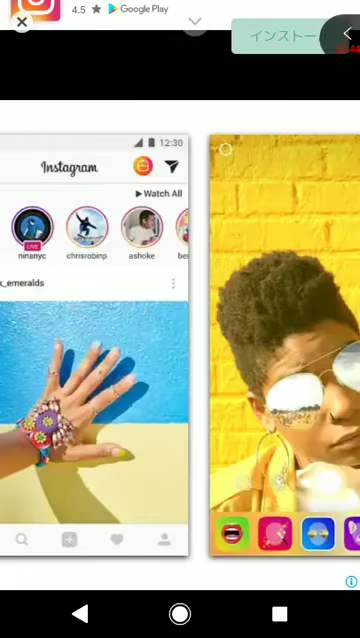 4.5 ★ Google Play
インストール
12:30
Instagram
▶ Watch All
LIVE
ninanyc
chrisrobinp
ashoke
k_emeralds